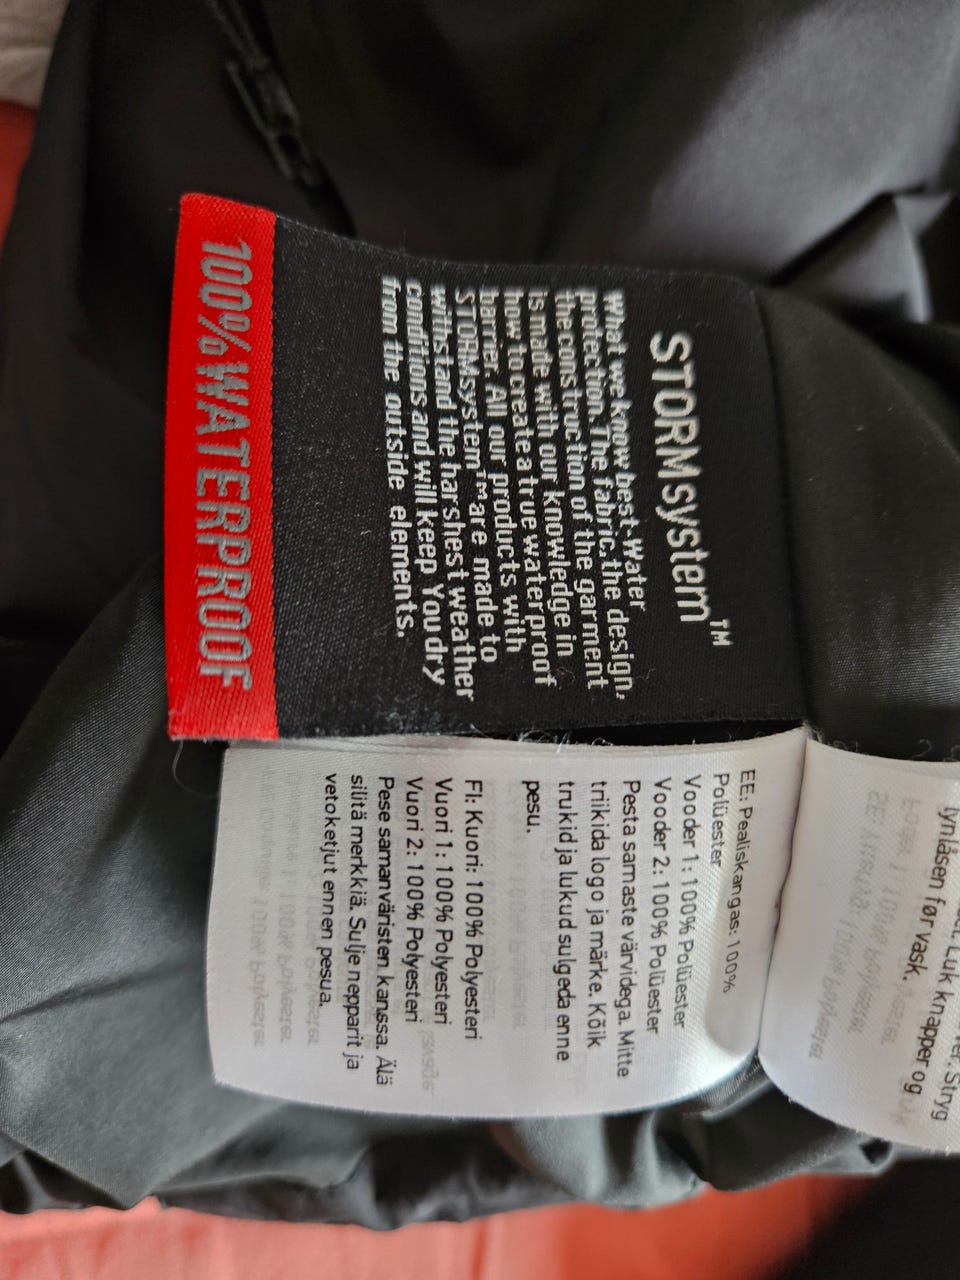 STORMsystem™
What we know best-Water
protection. The fabric, the design,
the construction of the garment
is made with our knowledge in
how to create a true waterproof
barrier. All our products with
STORMsystem™ are made to
withstand the harshest weather
conditions and will keep You dry
from the outside elements.
100% WATERPROOF
EE: Pealiskangas: 100%
Polüester
Vooder 1: 100% Polüester
Vooder 2: 100% Polüester
Pesta samaste värvidega. Mitte
triikida logo ja märke. Kõik
trukid ja lukud sulgeda enne
pesu.
FI: Kuori: 100% Polyesteri
Vuori 1: 100% Polyesteri
Vuori 2: 100% Polyesteri
Pese samanväristen kanssa. Älä
silitä merkkiä. Sulje nepparit ja
vetoketjut ennen pesua.
Stryg
Luk knapper og
lynlåsen før vask.